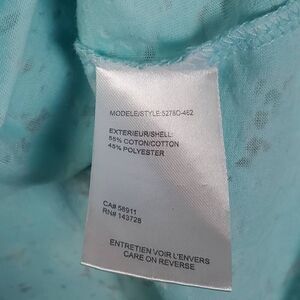 MODELE/STYLE:5278O-462
EXTERIEUR/SHELL:
55% COTON/COTTON
45% POLYESTER
CA# 56911
RN# 143728
ENTRETIEN VOIR L'ENVERS
CARE ON REVERSE